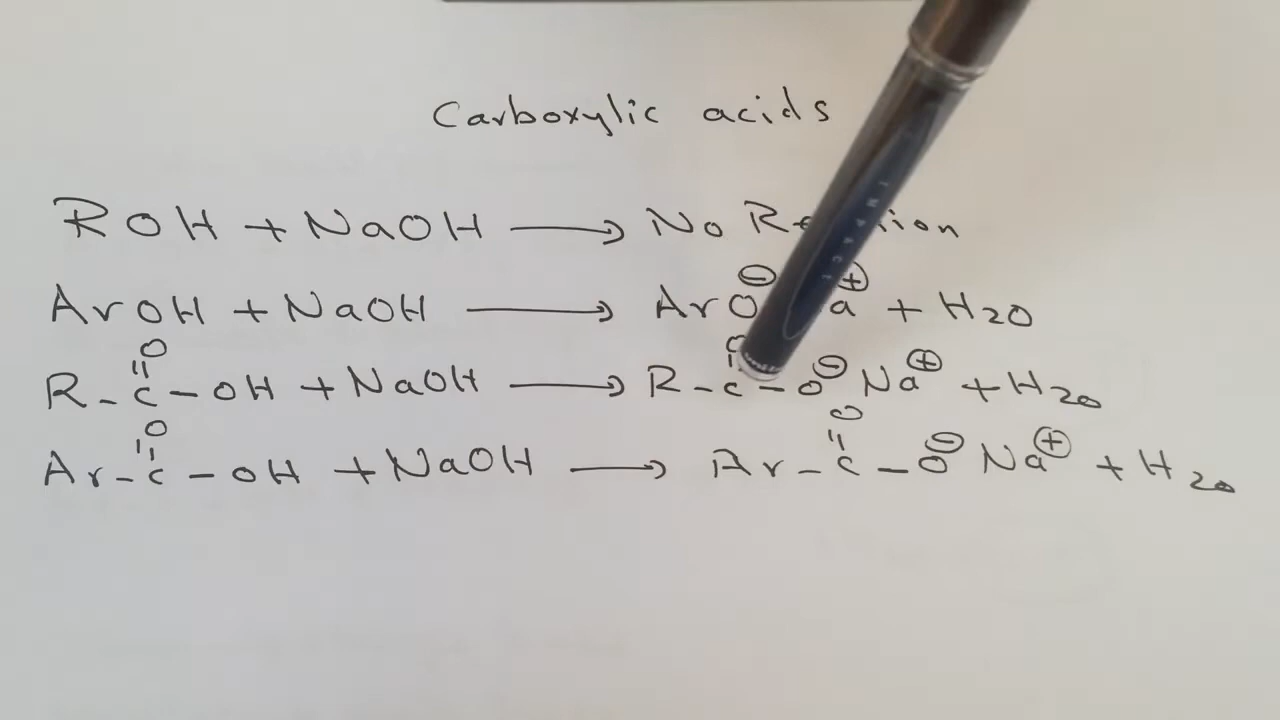 Carboxylic acids
ROH + NaOH ⟶ No
ArOH + NaOH ⟶ ArO⊖ ⊕ + H2O
R-C(=O)-OH + NaOH ⟶ R-C(=O)-O⊖ Na⊕ + H2O
Ar-C(=O)-OH + NaOH ⟶ Ar-C(=O)-O⊖ Na⊕ + H2O